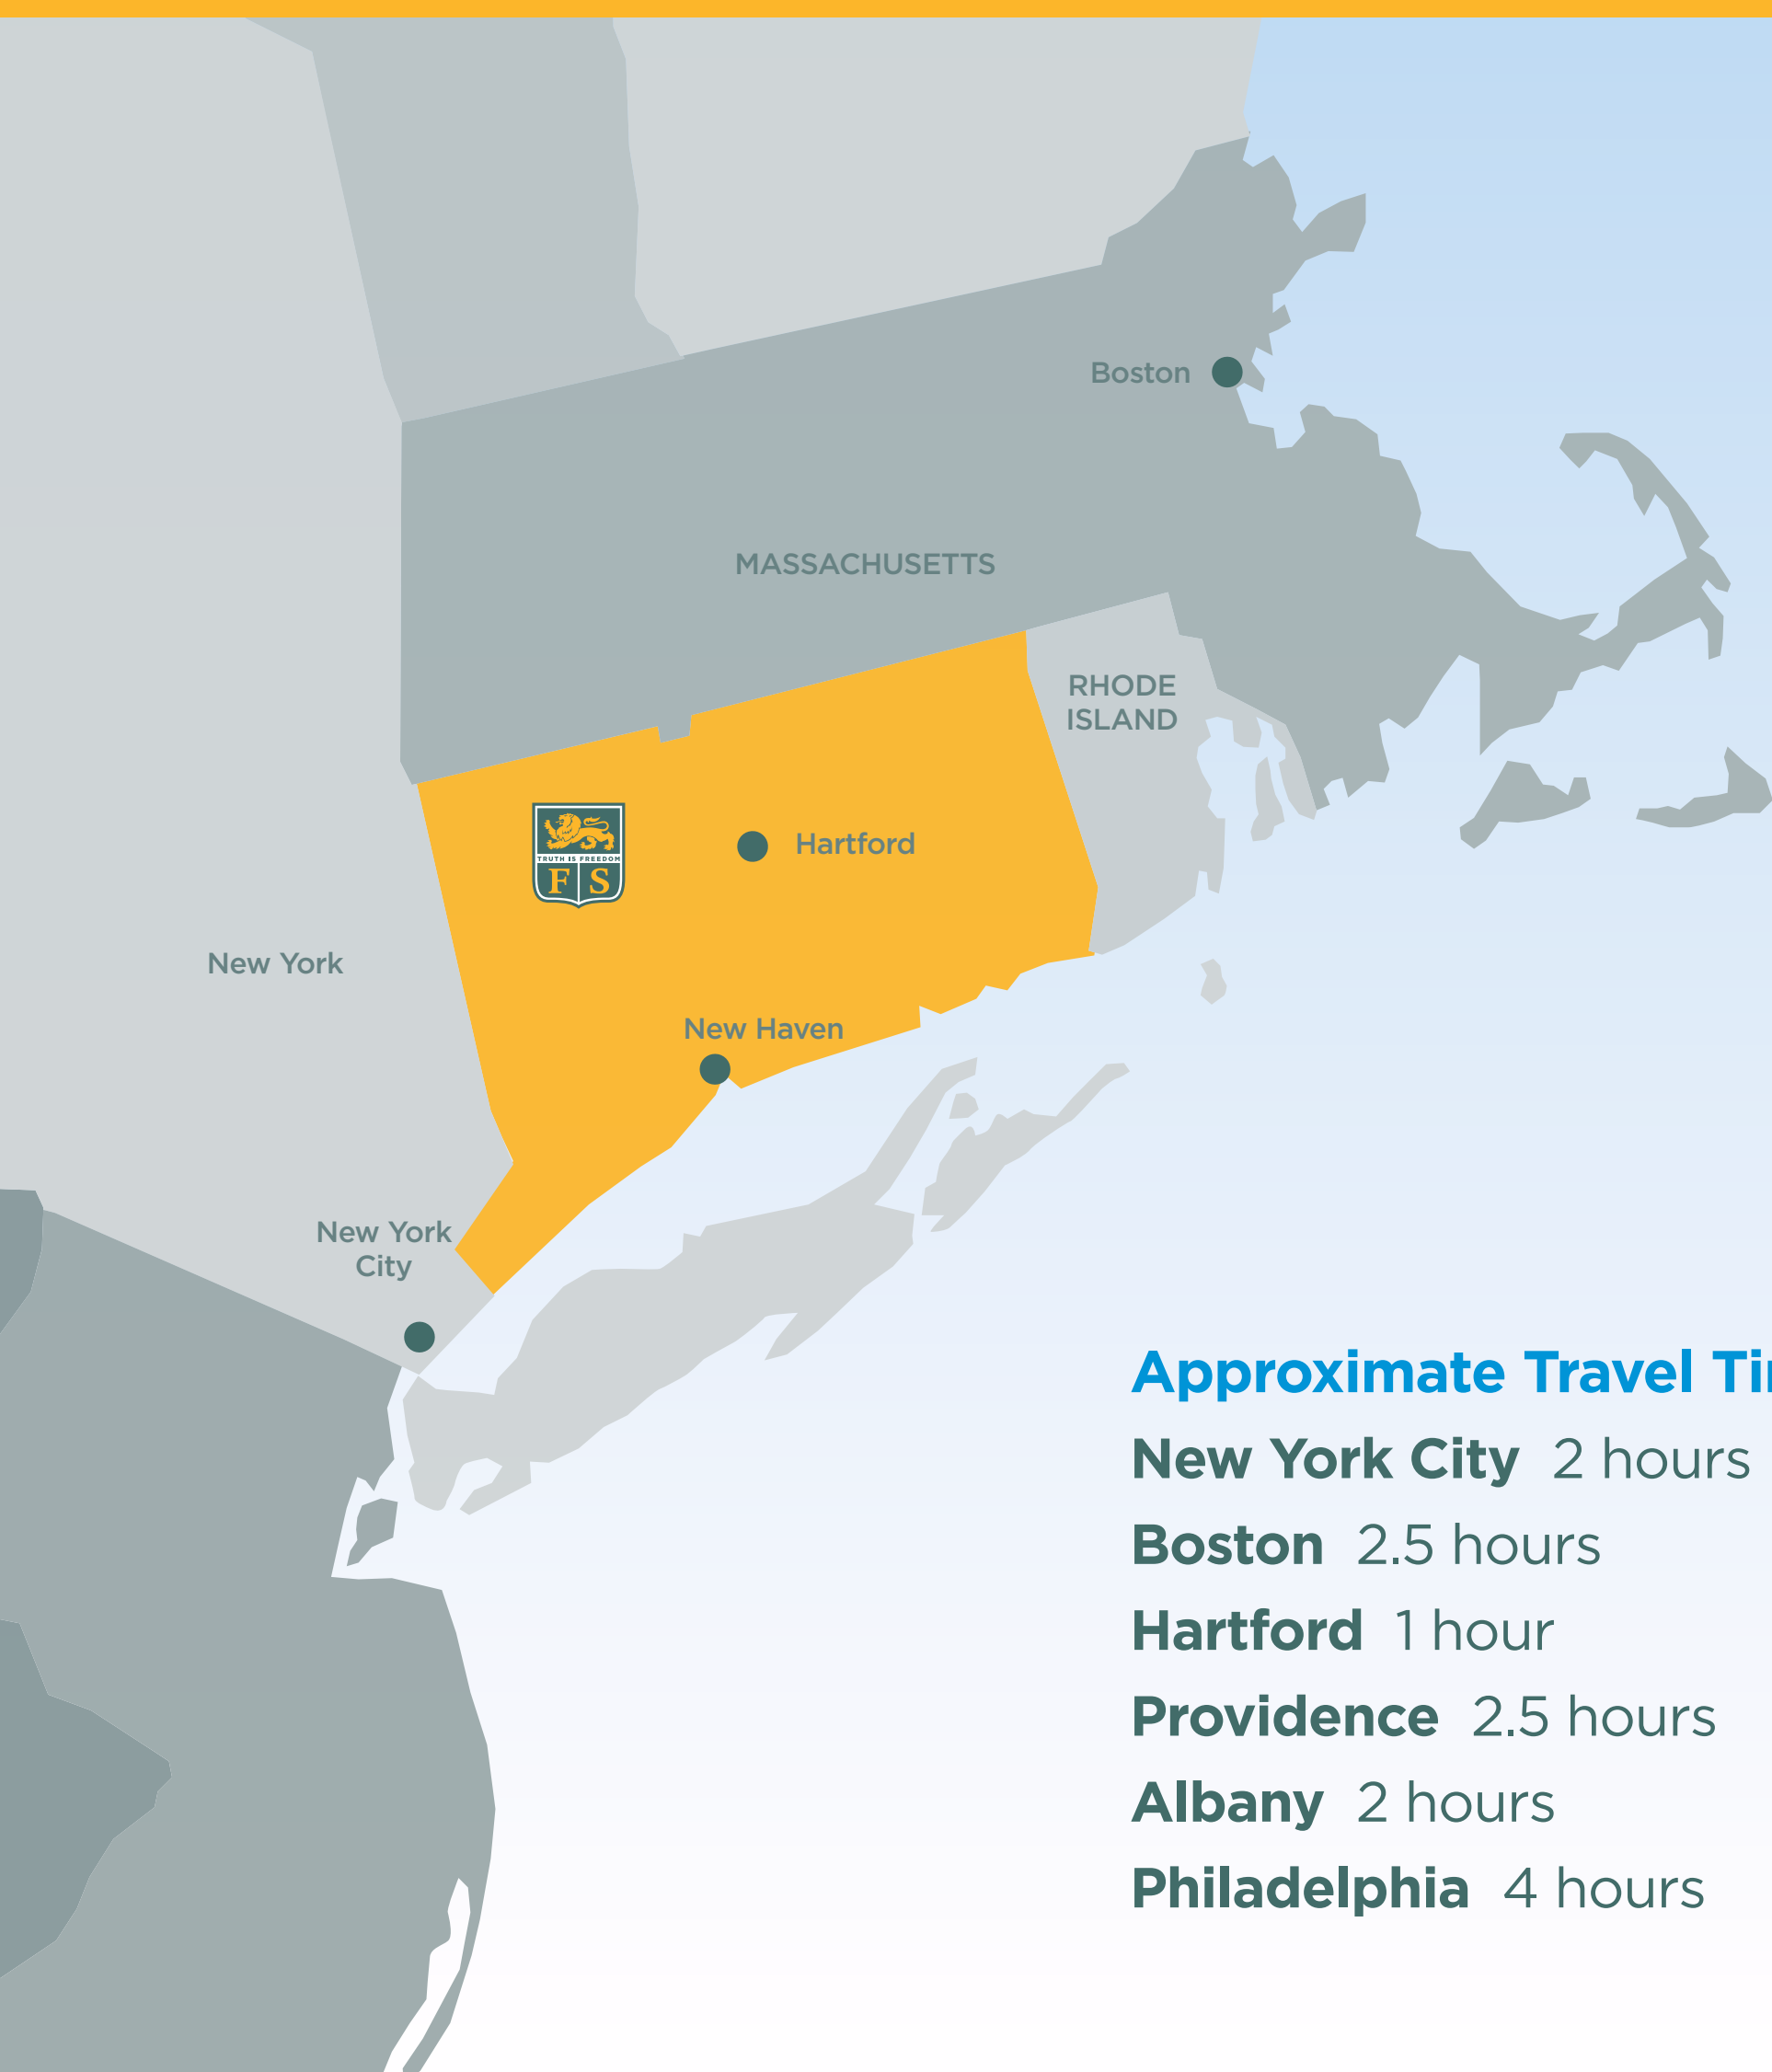 Boston
MASSACHUSETTS
RHODE
ISLAND
TRUTH IS FREEDOM
F S
Hartford
New York
New Haven
New York
City
Approximate Travel
New York City 2 hours
Boston 2.5 hours
Hartford 1 hour
Providence 2.5 hours
Albany 2 hours
Philadelphia 4 hours